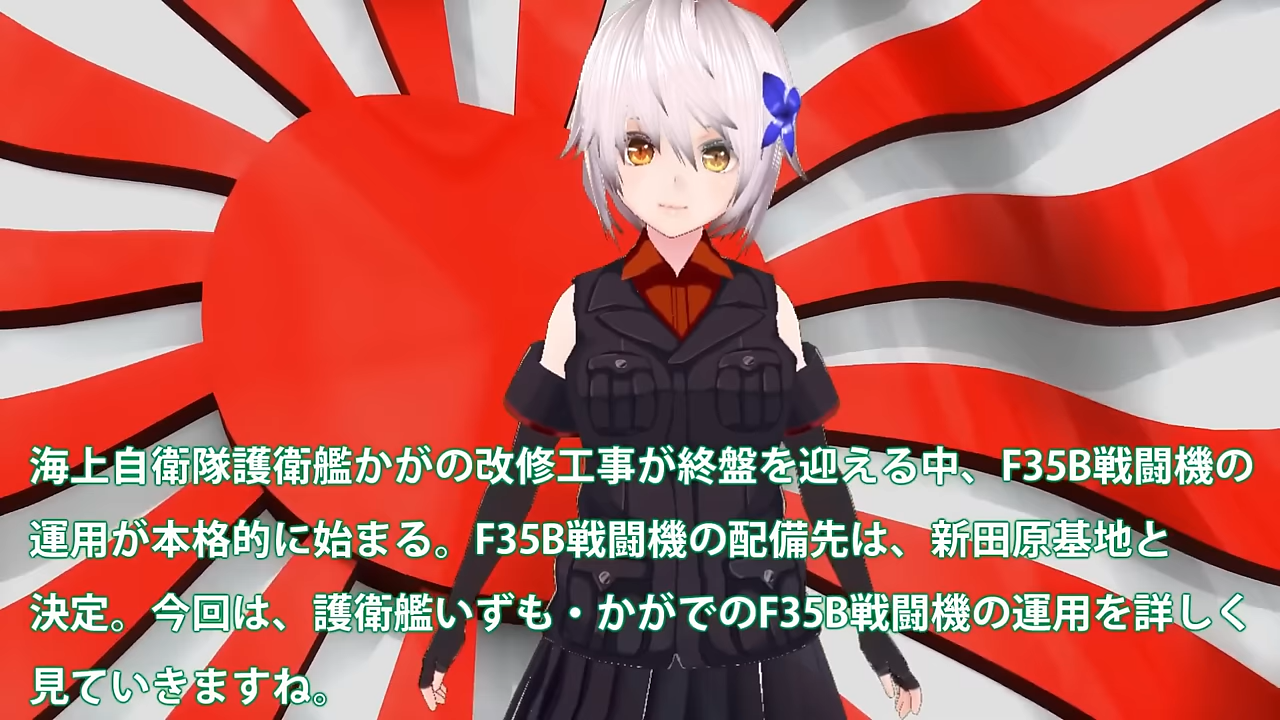 海上自衛隊護衛艦かがの改修工事が終盤を迎える中、F35B戦闘機の
運用が本格的に始まる。F35B戦闘機の配備先は、新田原基地と
決定。今回は、護衛艦いずも・かがでのF35B戦闘機の運用を詳しく
見ていきますね。